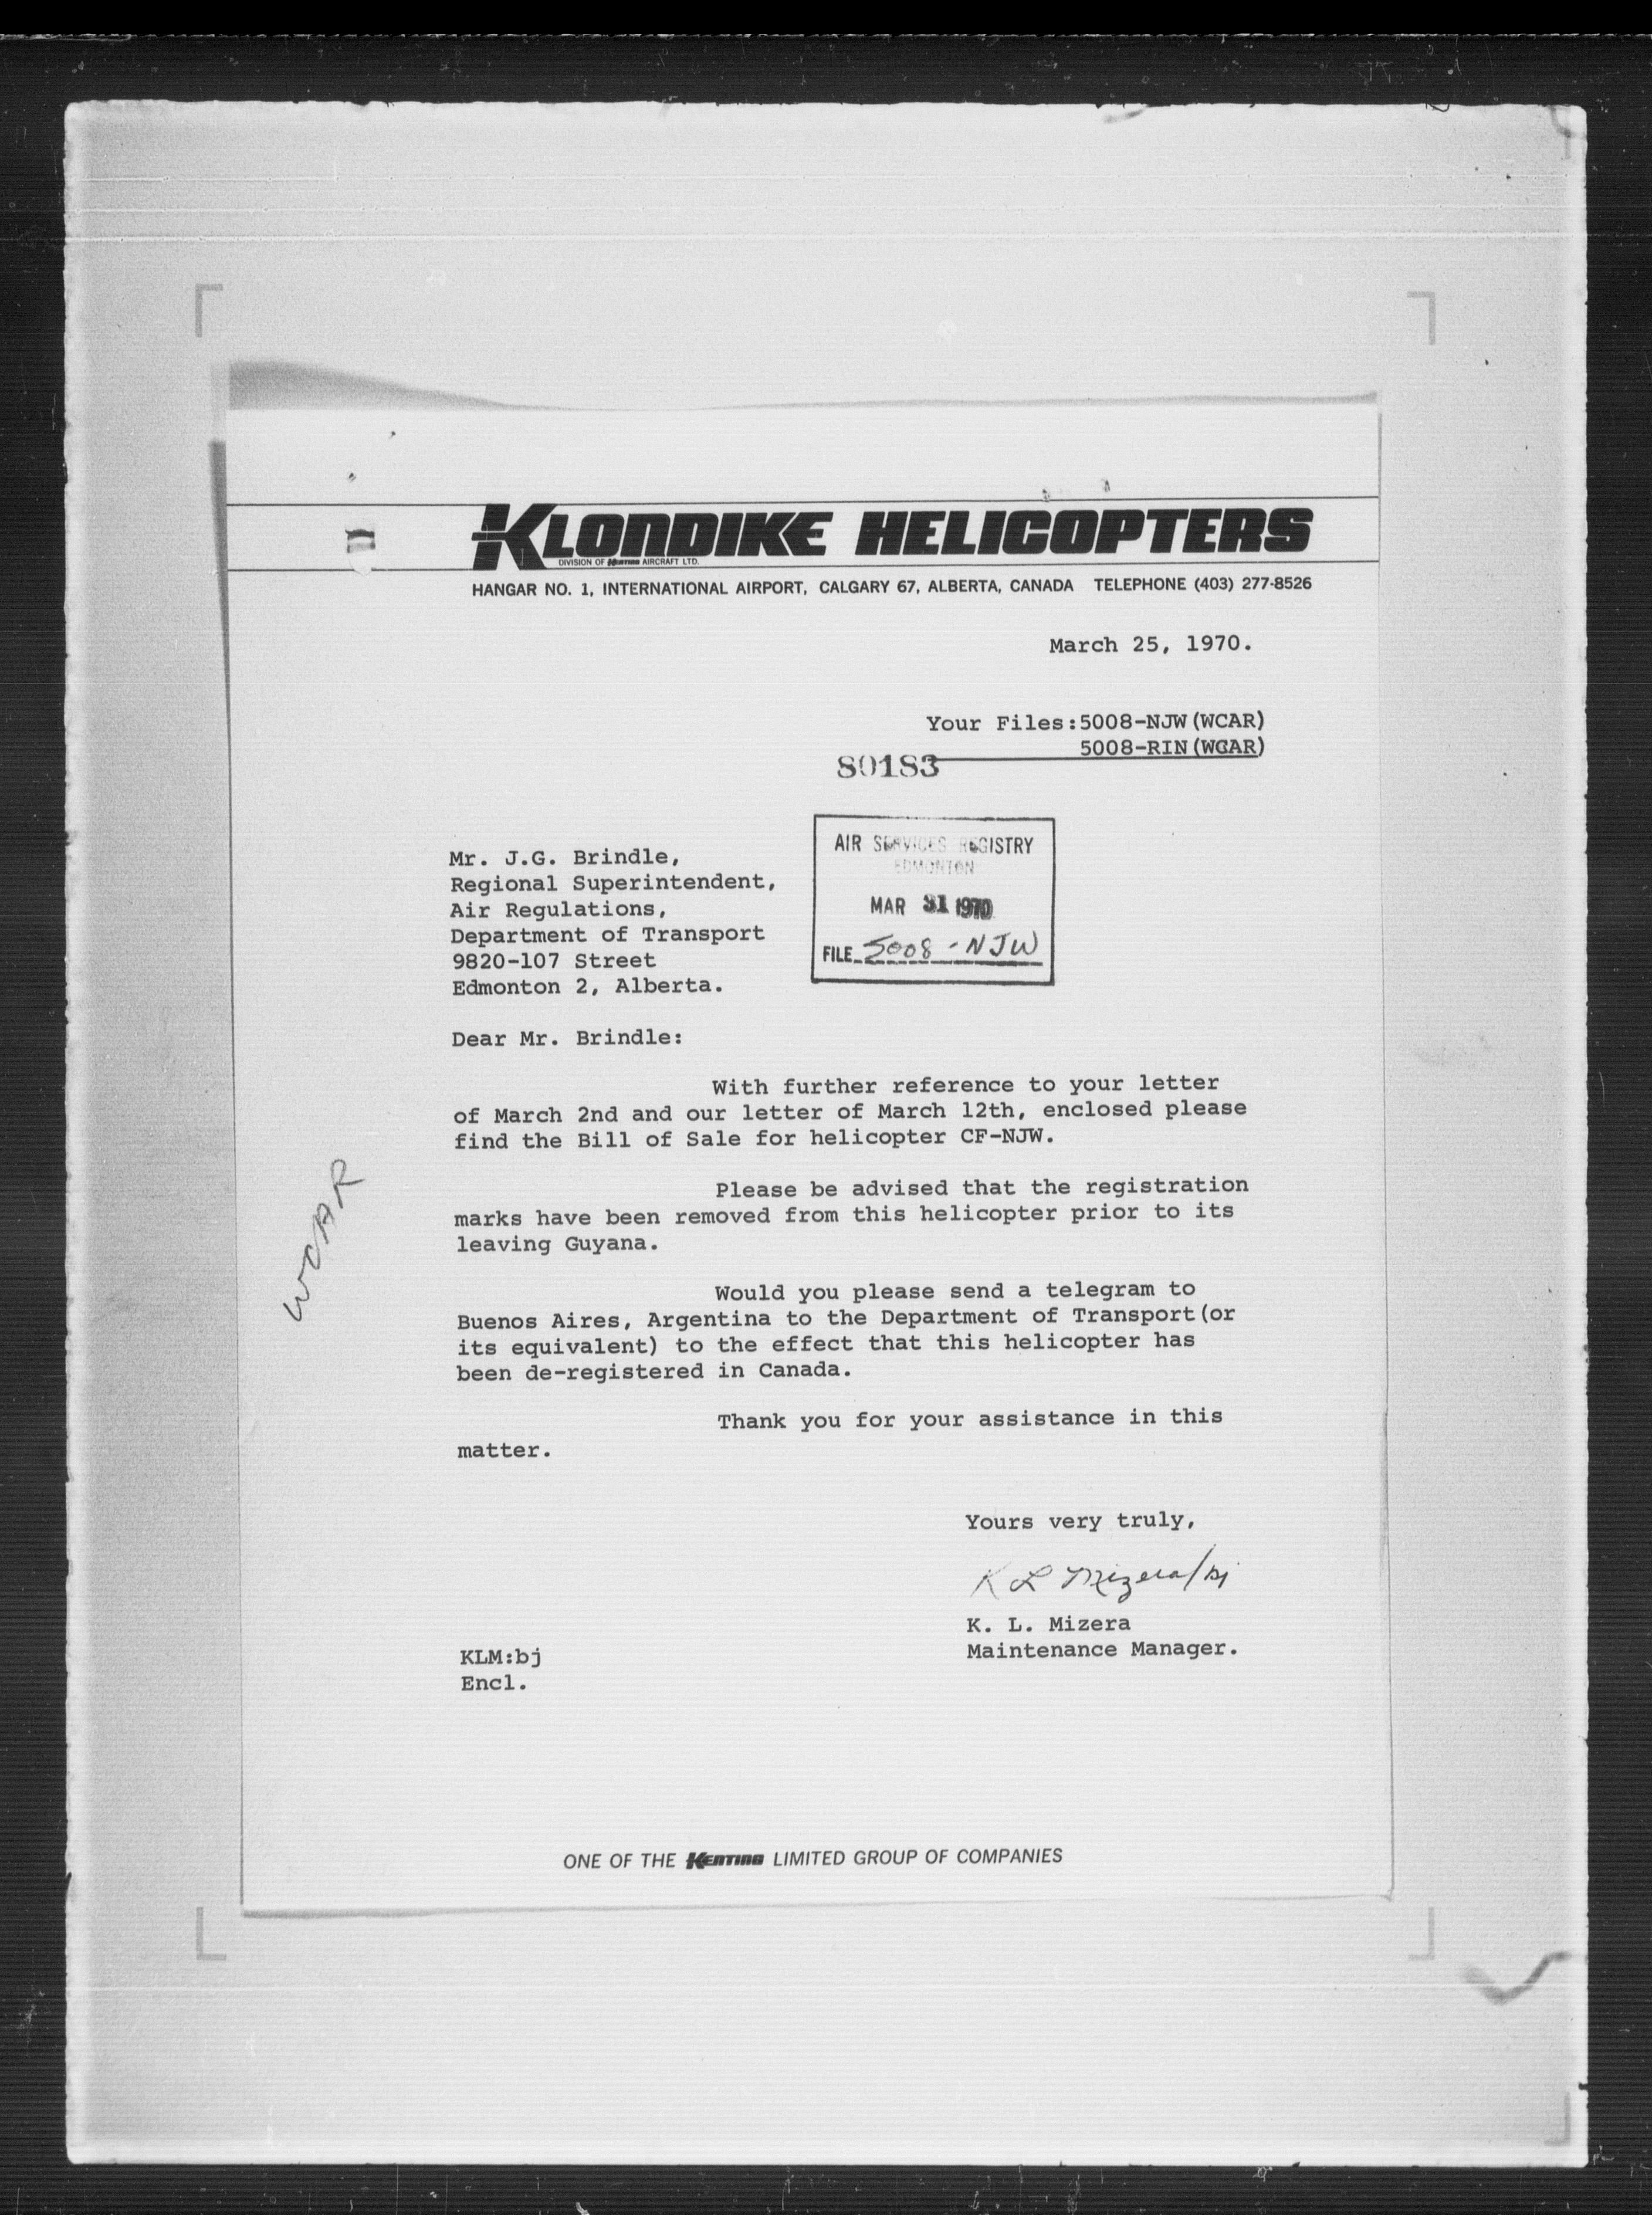 KLONDIKE HELICOPTERS
DIVISION OF Kenting AIRCRAFT LTD.
HANGAR NO. 1, INTERNATIONAL AIRPORT, CALGARY 67, ALBERTA, CANADA TELEPHONE (403) 277-8526
March 25, 1970.
Your Files:5008-NJW(WCAR)
5008-RIN(WCAR)
80183
AIR SERVICES REGISTRY
EDMONTON
MAR 31 1970
FILE 5008-NJW
Mr. J.G. Brindle,
Regional Superintendent,
Air Regulations,
Department of Transport
9820-107 Street
Edmonton 2, Alberta.
Dear Mr. Brindle:
With further reference to your letter
of March 2nd and our letter of March 12th, enclosed please
find the Bill of Sale for helicopter CF-NJW.
Please be advised that the registration
marks have been removed from this helicopter prior to its
leaving Guyana.
WCAR
Would you please send a telegram to
Buenos Aires, Argentina to the Department of Transport(or
its equivalent) to the effect that this helicopter has
been de-registered in Canada.
Thank you for your assistance in this
matter.
Yours very truly,
K L Mizera/bj
K. L. Mizera
Maintenance Manager.
KLM:bj
Encl.
ONE OF THE KENTING LIMITED GROUP OF COMPANIES